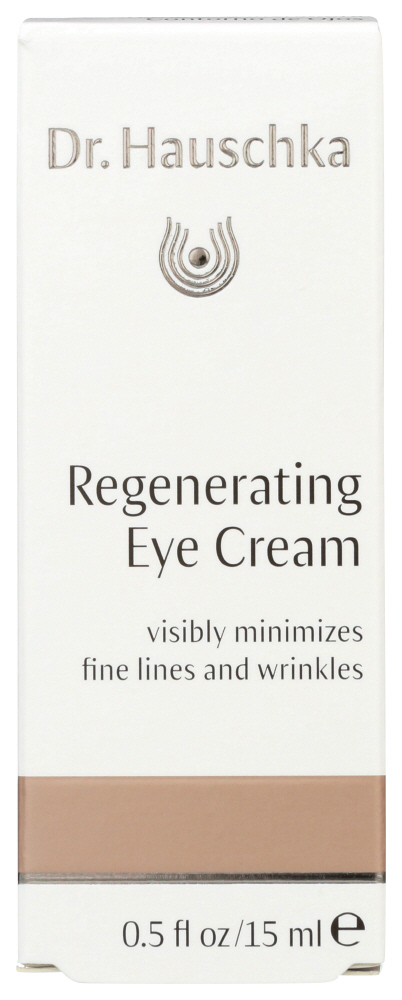 Dr. Hauschka
Regenerating
Eye Cream
visibly minimizes
fine lines and wrinkles
0.5 fl oz/15 ml ℮